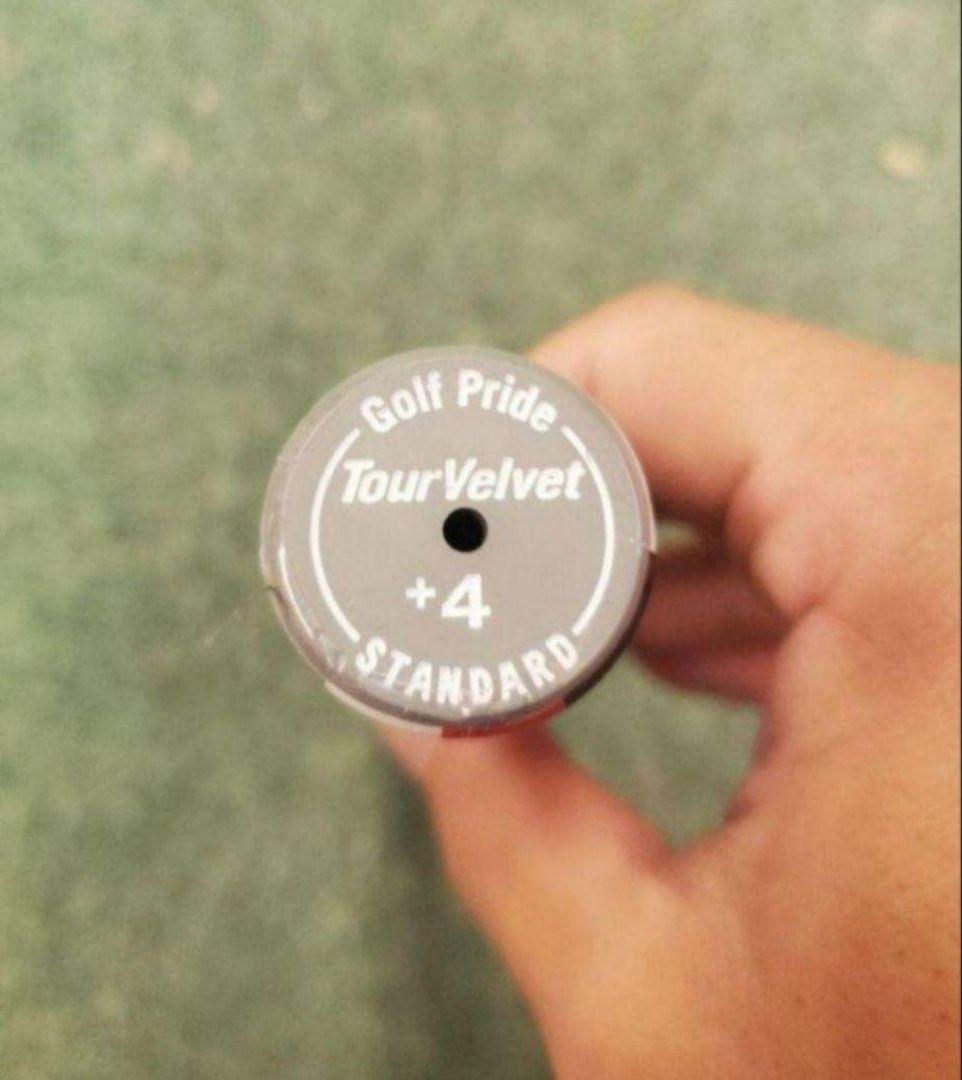 Golf Pride
TourVelvet
+4
STANDARD